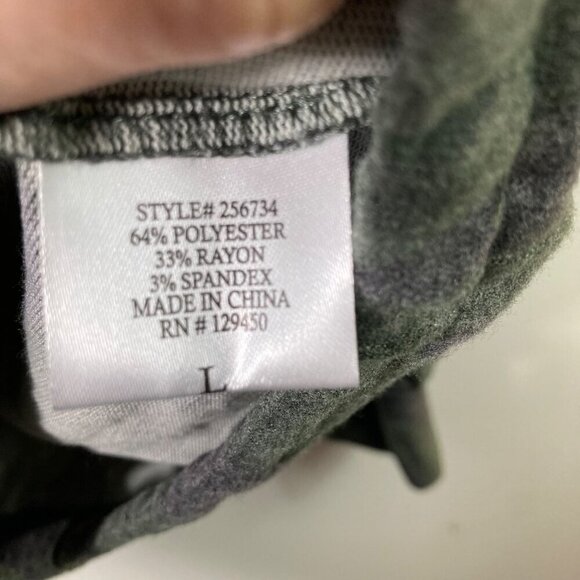 STYLE# 256734
64% POLYESTER
33% RAYON
3% SPANDEX
MADE IN CHINA
RN # 129450
L